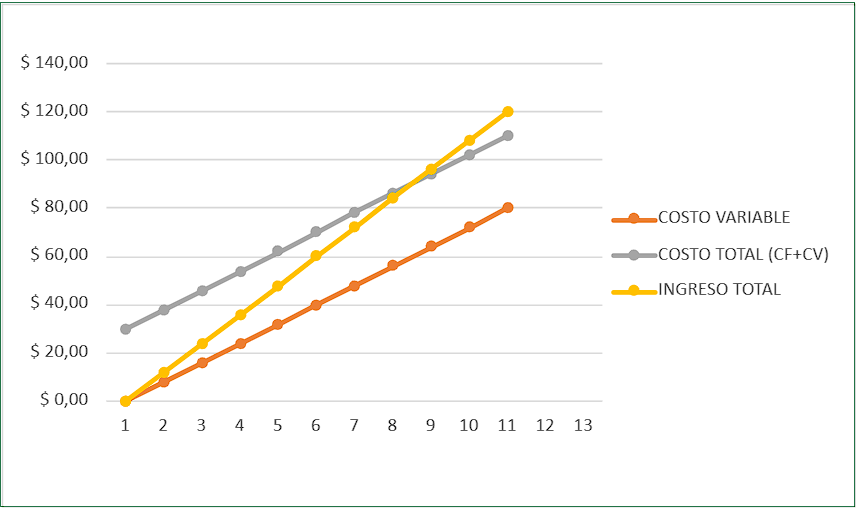 $ 140,00
$ 120,00
$ 100,00
$ 80,00
$ 60,00
$ 40,00
$ 20,00
$ 0,00
1 2 3 4 5 6 7 8 9 10 11 12 13
COSTO VARIABLE
COSTO TOTAL (CF+CV)
INGRESO TOTAL